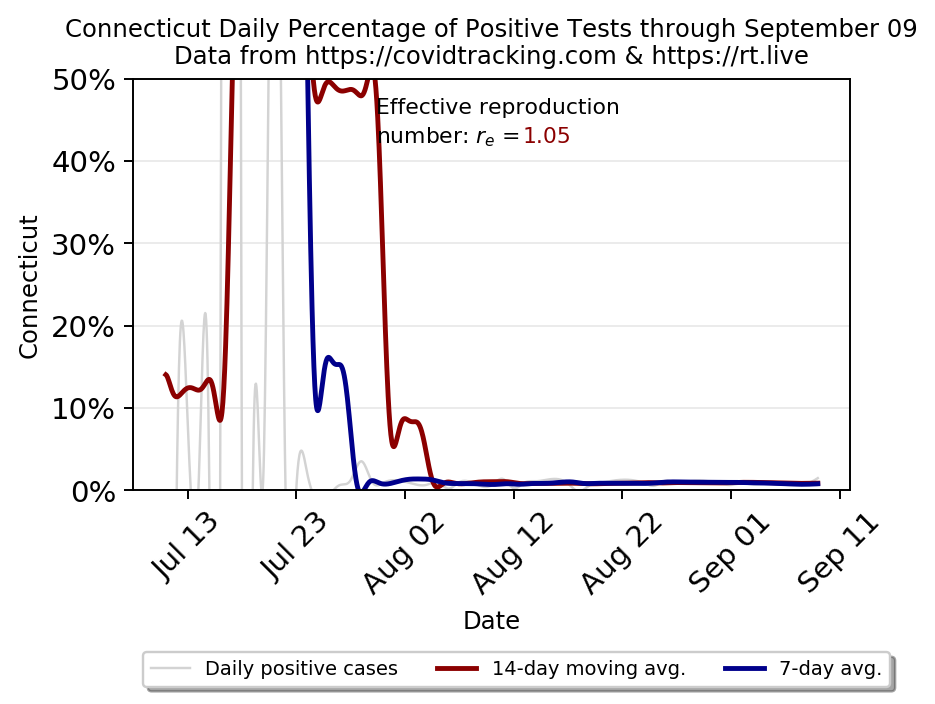 Connecticut Daily Percentage of Positive Tests through September 09
Data from https://covidtracking.com & https://rt.live
50%
40%
30%
20%
10%
0%
Connecticut
Effective reproduction
number: rₑ =1.05
Jul 13
Jul 23
Aug 02
Aug 12
Aug 22
Sep 01
Sep 11
Date
Daily positive cases
14-day moving avg.
7-day avg.